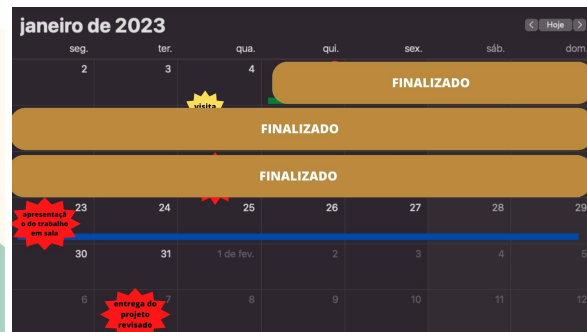 janeiro de 2023
< Hoje >
seg. ter. qua. qui. sex. sáb. dom.
2 3 4
visita
FINALIZADO
FINALIZADO
FINALIZADO
23 24 25 26 27 28 29
apresentaçã
o do trabalho
em sala
30 31 1 de fev. 2 3 4 5
6 7 8 9 10 11 12
entrega do
projeto
revisado